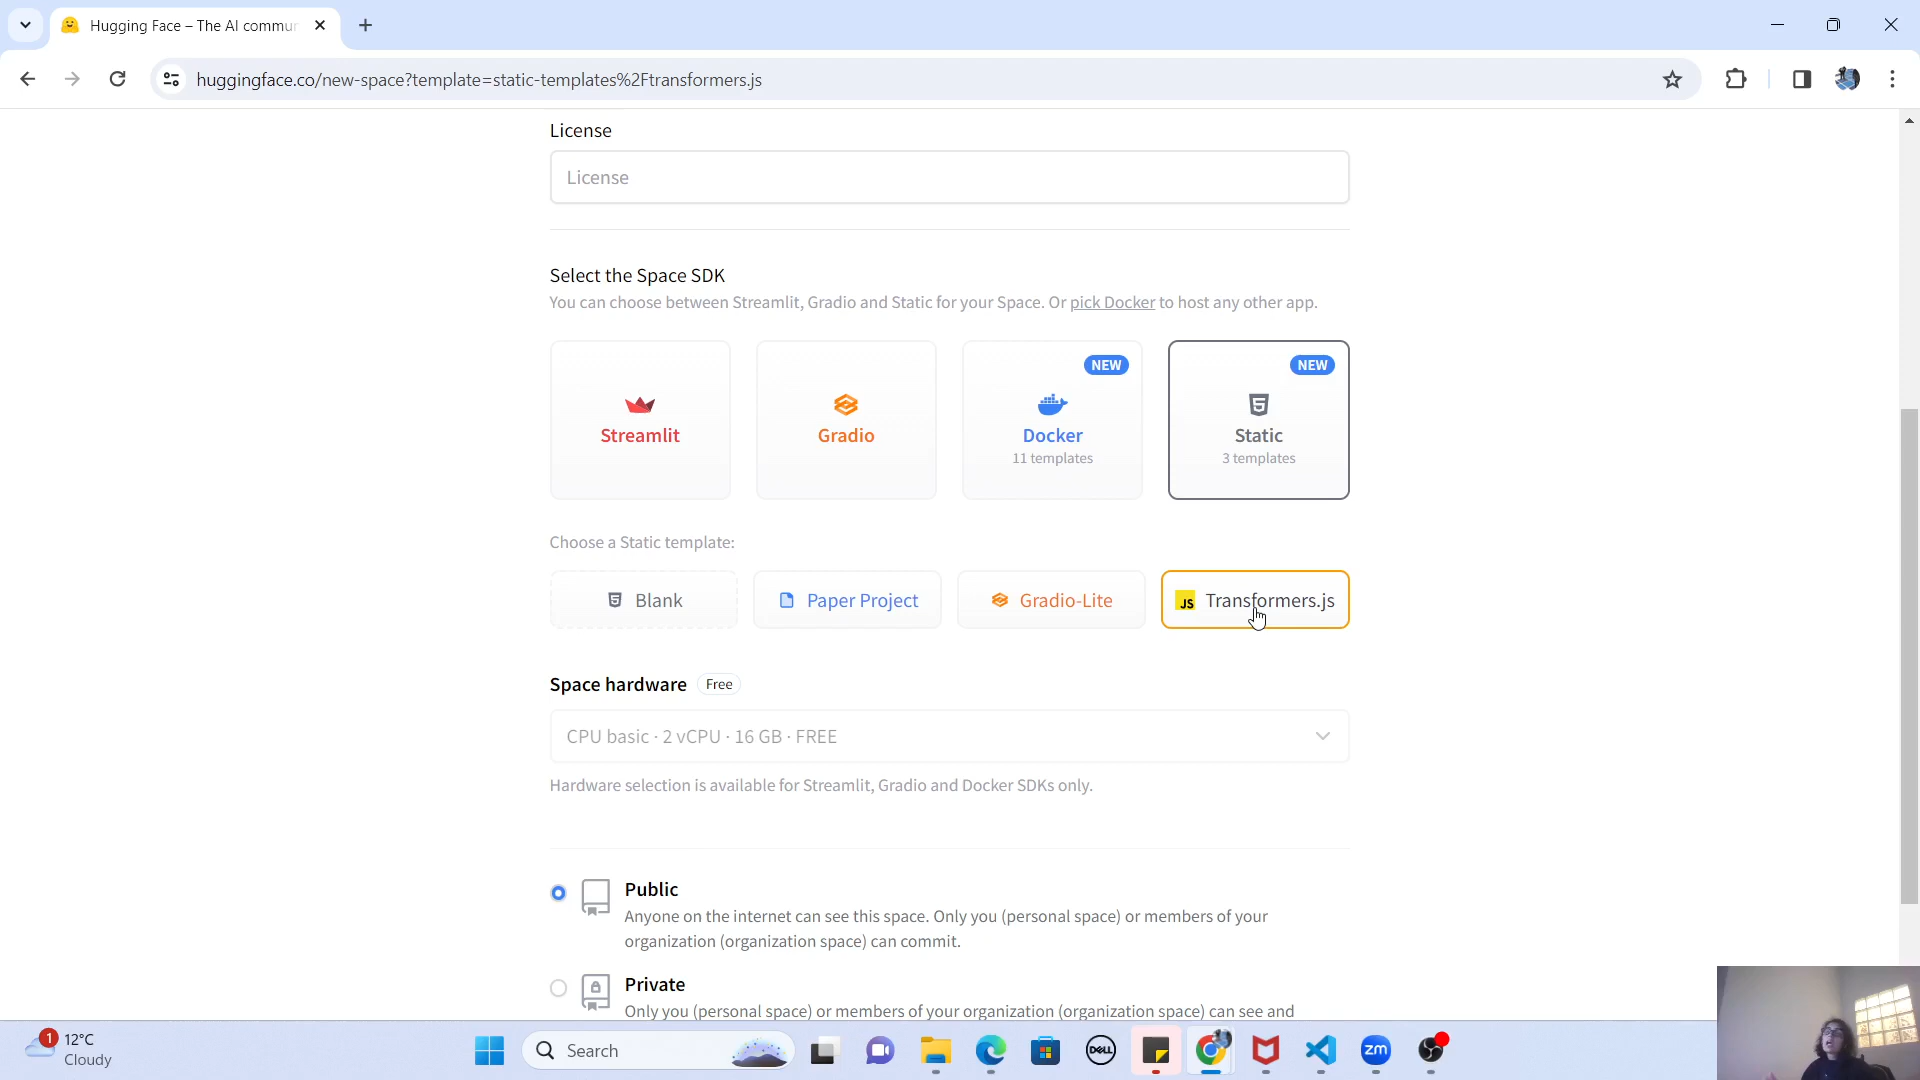 Hugging Face – The AI commun
huggingface.co/new-space?template=static-templates%2Ftransformers.js
License
License
Select the Space SDK
You can choose between Streamlit, Gradio and Static for your Space. Or pick Docker to host any other app.
Streamlit
Gradio
NEW
Docker
11 templates
NEW
5
Static
3 templates
Choose a Static template:
5 Blank
Paper Project
Gradio-Lite
JS Transformers.js
Space hardware Free
CPU basic · 2 vCPU · 16 GB · FREE
Hardware selection is available for Streamlit, Gradio and Docker SDKs only.
Public
Anyone on the internet can see this space. Only you (personal space) or members of your
organization (organization space) can commit.
Private
Only you (personal space) or members of your organization (organization space) can see and
1
12°C
Cloudy
Search
DELL
zm